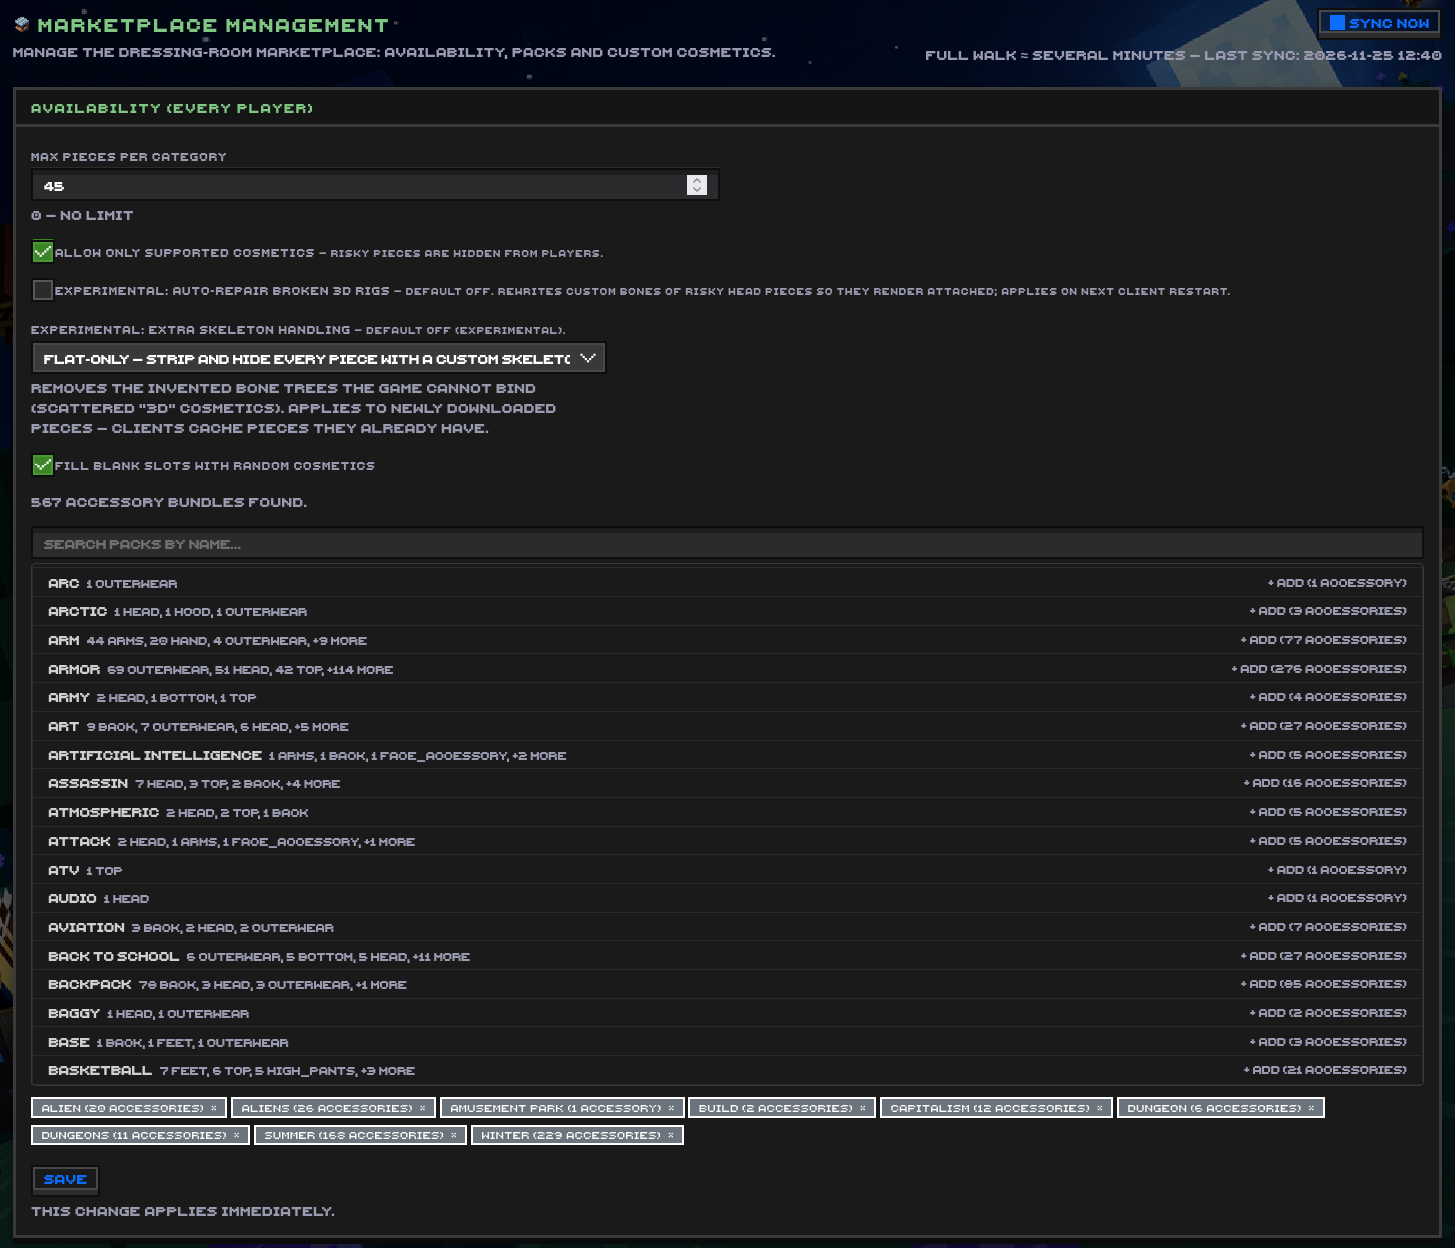 MARKETPLACE MANAGEMENT
SYNC NOW
MANAGE THE DRESSING-ROOM MARKETPLACE: AVAILABILITY, PACKS AND CUSTOM COSMETICS.
FULL WALK ≈ SEVERAL MINUTES — LAST SYNC: 2026-11-25 12:40
AVAILABILITY (EVERY PLAYER)
MAX PIECES PER CATEGORY
45
0 — NO LIMIT
ALLOW ONLY SUPPORTED COSMETICS — RISKY PIECES ARE HIDDEN FROM PLAYERS.
EXPERIMENTAL: AUTO-REPAIR BROKEN 3D RIGS — DEFAULT OFF. REWRITES CUSTOM BONES OF RISKY HEAD PIECES SO THEY RENDER ATTACHED; APPLIES ON NEXT CLIENT RESTART.
EXPERIMENTAL: EXTRA SKELETON HANDLING — DEFAULT OFF (EXPERIMENTAL).
FLAT-ONLY — STRIP AND HIDE EVERY PIECE WITH A CUSTOM SKELETO
REMOVES THE INVENTED BONE TREES THE GAME CANNOT BIND
(SCATTERED "3D" COSMETICS). APPLIES TO NEWLY DOWNLOADED
PIECES — CLIENTS CACHE PIECES THEY ALREADY HAVE.
FILL BLANK SLOTS WITH RANDOM COSMETICS
567 ACCESSORY BUNDLES FOUND.
SEARCH PACKS BY NAME...
ARC 1 OUTERWEAR + ADD (1 ACCESSORY)
ARCTIC 1 HEAD, 1 HOOD, 1 OUTERWEAR + ADD (3 ACCESSORIES)
ARM 44 ARMS, 20 HAND, 4 OUTERWEAR, +9 MORE + ADD (77 ACCESSORIES)
ARMOR 69 OUTERWEAR, 51 HEAD, 42 TOP, +114 MORE + ADD (276 ACCESSORIES)
ARMY 2 HEAD, 1 BOTTOM, 1 TOP + ADD (4 ACCESSORIES)
ART 9 BACK, 7 OUTERWEAR, 6 HEAD, +5 MORE + ADD (27 ACCESSORIES)
ARTIFICIAL INTELLIGENCE 1 ARMS, 1 BACK, 1 FACE_ACCESSORY, +2 MORE + ADD (5 ACCESSORIES)
ASSASSIN 7 HEAD, 3 TOP, 2 BACK, +4 MORE + ADD (16 ACCESSORIES)
ATMOSPHERIC 2 HEAD, 2 TOP, 1 BACK + ADD (5 ACCESSORIES)
ATTACK 2 HEAD, 1 ARMS, 1 FACE_ACCESSORY, +1 MORE + ADD (5 ACCESSORIES)
ATV 1 TOP + ADD (1 ACCESSORY)
AUDIO 1 HEAD + ADD (1 ACCESSORY)
AVIATION 3 BACK, 2 HEAD, 2 OUTERWEAR + ADD (7 ACCESSORIES)
BACK TO SCHOOL 6 OUTERWEAR, 5 BOTTOM, 5 HEAD, +11 MORE + ADD (27 ACCESSORIES)
BACKPACK 78 BACK, 3 HEAD, 3 OUTERWEAR, +1 MORE + ADD (85 ACCESSORIES)
BAGGY 1 HEAD, 1 OUTERWEAR + ADD (2 ACCESSORIES)
BASE 1 BACK, 1 FEET, 1 OUTERWEAR + ADD (3 ACCESSORIES)
BASKETBALL 7 FEET, 6 TOP, 5 HIGH_PANTS, +3 MORE + ADD (21 ACCESSORIES)
ALIEN (20 ACCESSORIES) × ALIENS (26 ACCESSORIES) × AMUSEMENT PARK (1 ACCESSORY) × BUILD (2 ACCESSORIES) × CAPITALISM (12 ACCESSORIES) × DUNGEON (6 ACCESSORIES) ×
DUNGEONS (11 ACCESSORIES) × SUMMER (168 ACCESSORIES) × WINTER (229 ACCESSORIES) ×
SAVE
THIS CHANGE APPLIES IMMEDIATELY.